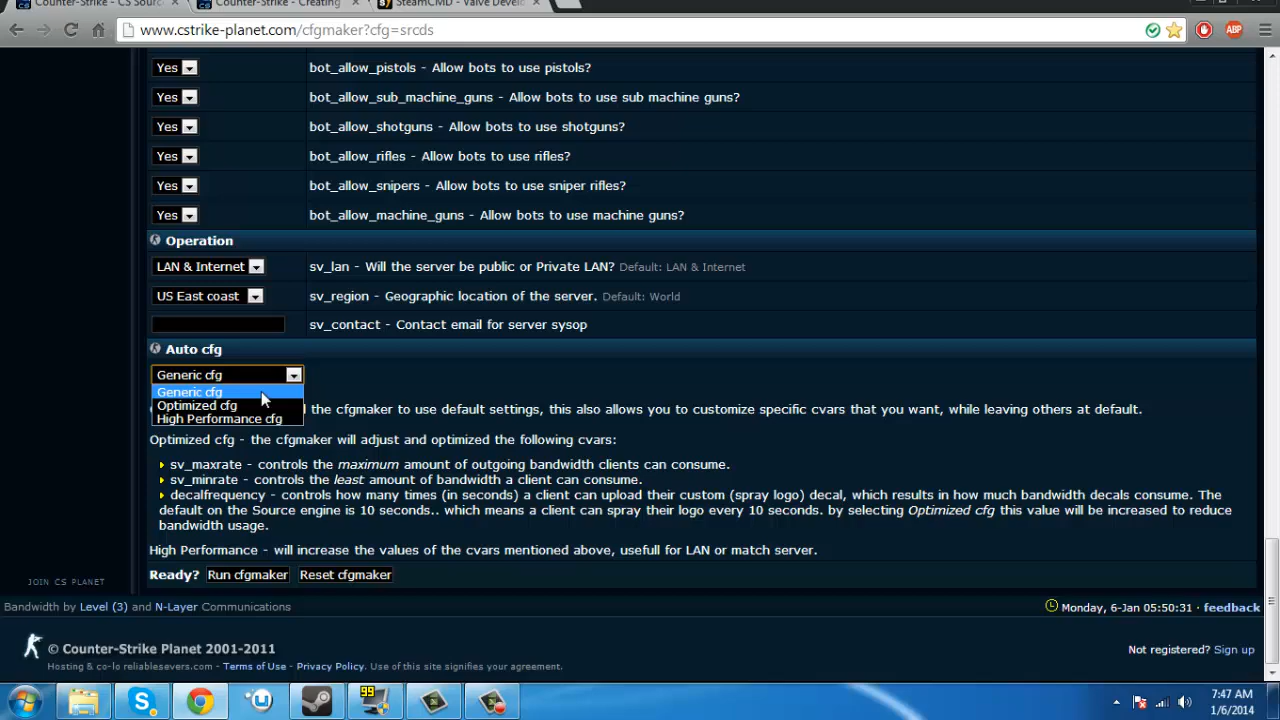 Counter-Strike - CS Sourc
Counter-Strike - Creating
SteamCMD - Valve Devel
www.cstrike-planet.com/cfgmaker?cfg=srcds
ABP
Yes bot_allow_pistols - Allow bots to use pistols?
Yes bot_allow_sub_machine_guns - Allow bots to use sub machine guns?
Yes bot_allow_shotguns - Allow bots to use shotguns?
Yes bot_allow_rifles - Allow bots to use rifles?
Yes bot_allow_snipers - Allow bots to use sniper rifles?
Yes bot_allow_machine_guns - Allow bots to use machine guns?
Operation
LAN & Internet sv_lan - Will the server be public or Private LAN? Default: LAN & Internet
US East coast sv_region - Geographic location of the server. Default: World
sv_contact - Contact email for server sysop
Auto cfg
Generic cfg
Generic cfg
Optimized cfg
High Performance cfg
the cfgmaker to use default settings, this also allows you to customize specific cvars that you want, while leaving others at default.
Optimized cfg - the cfgmaker will adjust and optimized the following cvars:
sv_maxrate - controls the maximum amount of outgoing bandwidth clients can consume.
sv_minrate - controls the least amount of bandwidth a client can consume.
decalfrequency - controls how many times (in seconds) a client can upload their custom (spray logo) decal, which results in how much bandwidth decals consume. The
default on the Source engine is 10 seconds.. which means a client can spray their logo every 10 seconds. by selecting Optimized cfg this value will be increased to reduce
bandwidth usage.
High Performance - will increase the values of the cvars mentioned above, usefull for LAN or match server.
Ready? Run cfgmaker Reset cfgmaker
JOIN CS PLANET
Bandwidth by Level (3) and N-Layer Communications
Monday, 6-Jan 05:50:31 · feedback
© Counter-Strike Planet 2001-2011
Not registered? Sign up
Hosting & co-lo reliableservers.com - Terms of Use - Privacy Policy. Use of this site signifies your agreement.
99
7:47 AM
1/6/2014